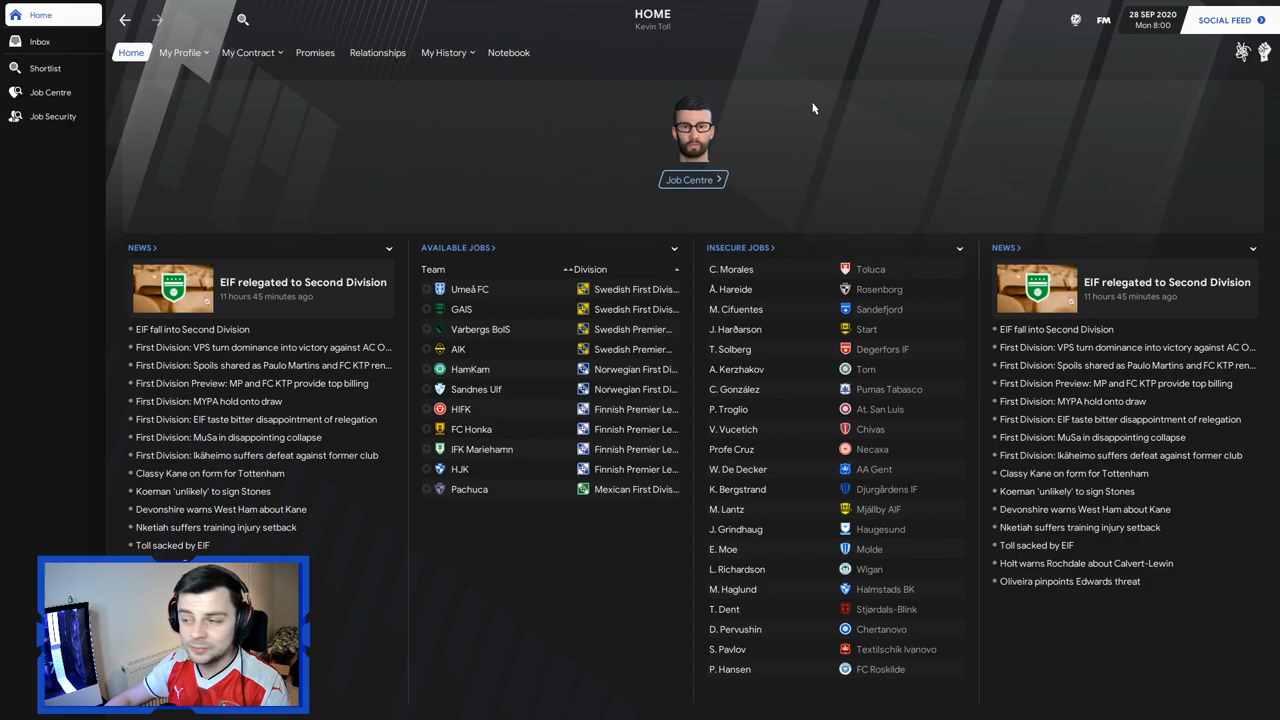 Home
Inbox
Shortlist
Job Centre
Job Security
HOME
Kevin Toll
FM
28 SEP 2020
Mon 8:00
SOCIAL FEED
Home
My Profile
My Contract
Promises
Relationships
My History
Notebook
Job Centre
NEWS
EIF relegated to Second Division
11 hours 45 minutes ago
EIF fall into Second Division
First Division: VPS turn dominance into victory against AC O...
First Division: Spoils shared as Paulo Martins and FC KTP ren...
First Division Preview: MP and FC KTP provide top billing
First Division: MYPA hold onto draw
First Division: EIF taste bitter disappointment of relegation
First Division: MuSa in disappointing collapse
First Division: Ikäheimo suffers defeat against former club
Classy Kane on form for Tottenham
Koeman 'unlikely' to sign Stones
Devonshire warns West Ham about Kane
Nketiah suffers training injury setback
Toll sacked by EIF
AVAILABLE JOBS
Team Division
Umeå FC Swedish First Divis...
GAIS Swedish First Divis...
Varbergs BoIS Swedish Premier...
AIK Swedish Premier...
HamKam Norwegian First Di...
Sandnes Ulf Norwegian First Di...
HIFK Finnish Premier Le...
FC Honka Finnish Premier Le...
IFK Mariehamn Finnish Premier Le...
HJK Finnish Premier Le...
Pachuca Mexican First Divis...
INSECURE JOBS
C. Morales Toluca
Å. Hareide Rosenborg
M. Cifuentes Sandefjord
J. Harðarson Start
T. Solberg Degerfors IF
A. Kerzhakov Tom
C. González Pumas Tabasco
P. Troglio At. San Luis
V. Vucetich Chivas
Profe Cruz Necaxa
W. De Decker AA Gent
K. Bergstrand Djurgårdens IF
M. Lantz Mjällby AIF
J. Grindhaug Haugesund
E. Moe Molde
L. Richardson Wigan
M. Haglund Halmstads BK
T. Dent Stjørdals-Blink
D. Pervushin Chertanovo
S. Pavlov Textilschik Ivanovo
P. Hansen FC Roskilde
NEWS
EIF relegated to Second Division
11 hours 45 minutes ago
EIF fall into Second Division
First Division: VPS turn dominance into victory against AC O...
First Division: Spoils shared as Paulo Martins and FC KTP ren...
First Division Preview: MP and FC KTP provide top billing
First Division: MYPA hold onto draw
First Division: EIF taste bitter disappointment of relegation
First Division: MuSa in disappointing collapse
First Division: Ikäheimo suffers defeat against former club
Classy Kane on form for Tottenham
Koeman 'unlikely' to sign Stones
Devonshire warns West Ham about Kane
Nketiah suffers training injury setback
Toll sacked by EIF
Holt warns Rochdale about Calvert-Lewin
Oliveira pinpoints Edwards threat